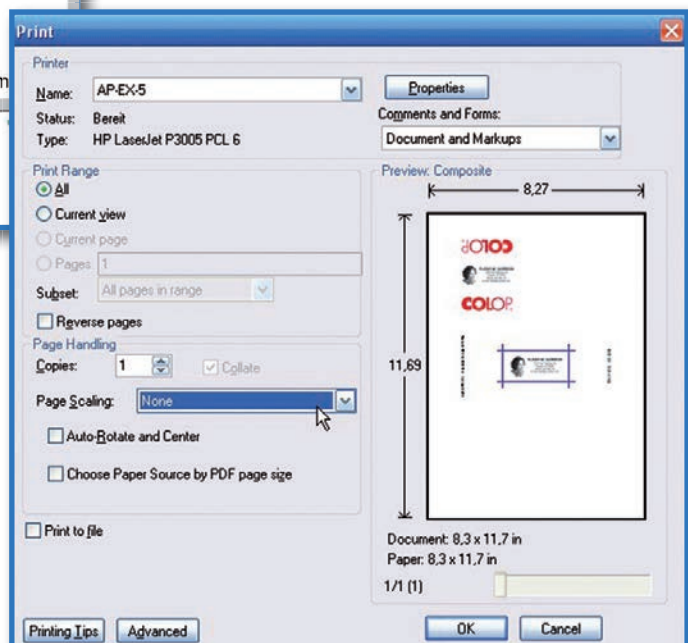 Print
Printer
Name: AP-EX-5
Properties
Status: Bereit
Type: HP LaserJet P3005 PCL 6
Comments and Forms:
Document and Markups
Print Range
All
Current view
Current page
Pages 1
Subset: All pages in range
Reverse pages
Page Handling
Copies: 1
Collate
Page Scaling: None
Auto-Rotate and Center
Choose Paper Source by PDF page size
Print to file
Preview: Composite
8,27
11,69
COLOP
COLOP
Document: 8,3 x 11,7 in
Paper: 8,3 x 11,7 in
1/1 (1)
Printing Tips
Advanced
OK
Cancel